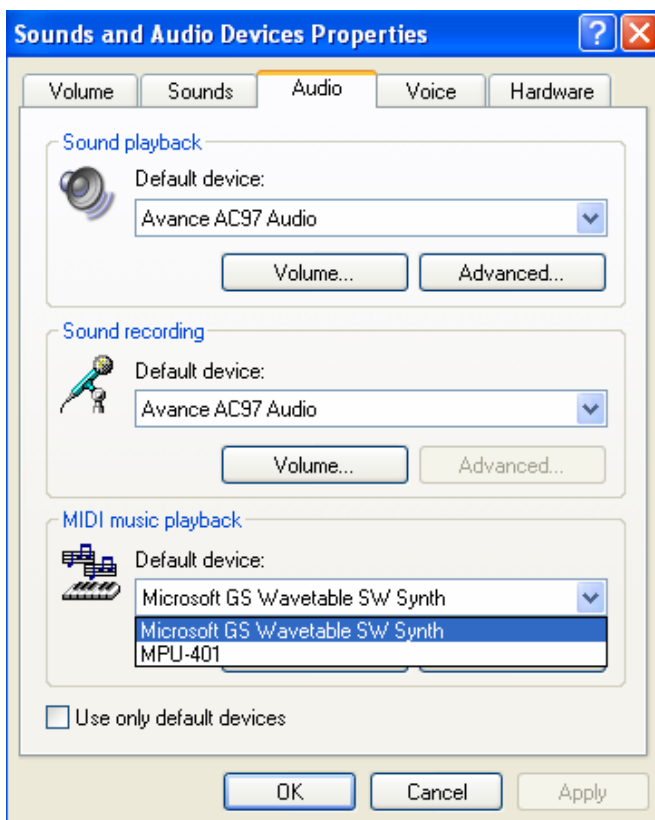 Sounds and Audio Devices Properties
Volume Sounds Audio Voice Hardware
Sound playback
Default device:
Avance AC97 Audio
Volume... Advanced...
Sound recording
Default device:
Avance AC97 Audio
Volume... Advanced...
MIDI music playback
Default device:
Microsoft GS Wavetable SW Synth
Microsoft GS Wavetable SW Synth
MPU-401
Use only default devices
OK Cancel Apply